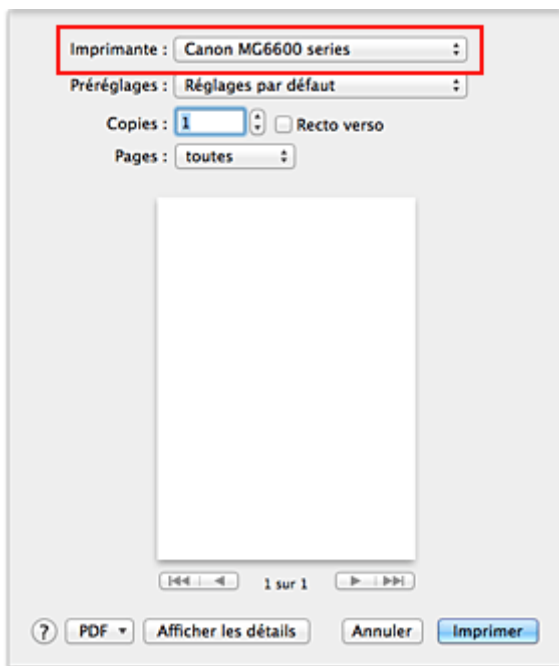 Imprimante : Canon MG6600 series
Préréglages : Réglages par défaut
Copies : 1 Recto verso
Pages : toutes
1 sur 1
? PDF Afficher les détails Annuler Imprimer